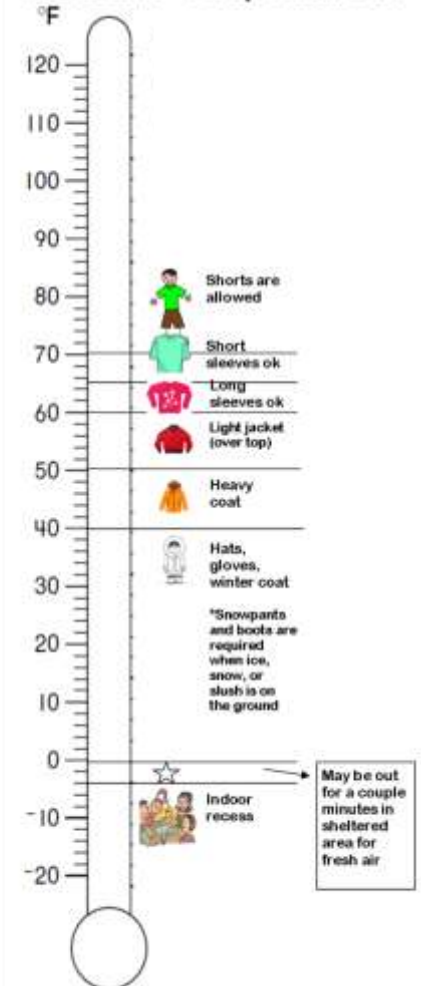 °F
120
110
100
90
80
70
60
50
40
30
20
10
0
-10
-20
Shorts are
allowed
Short
sleeves ok
Long
sleeves ok
Light jacket
(over top)
Heavy
coat
Hats,
gloves,
winter coat
*Snowpants
and boots are
required
when ice,
snow, or
slush is on
the ground
May be out
for a couple
minutes in
sheltered
area for
fresh air
Indoor
recess